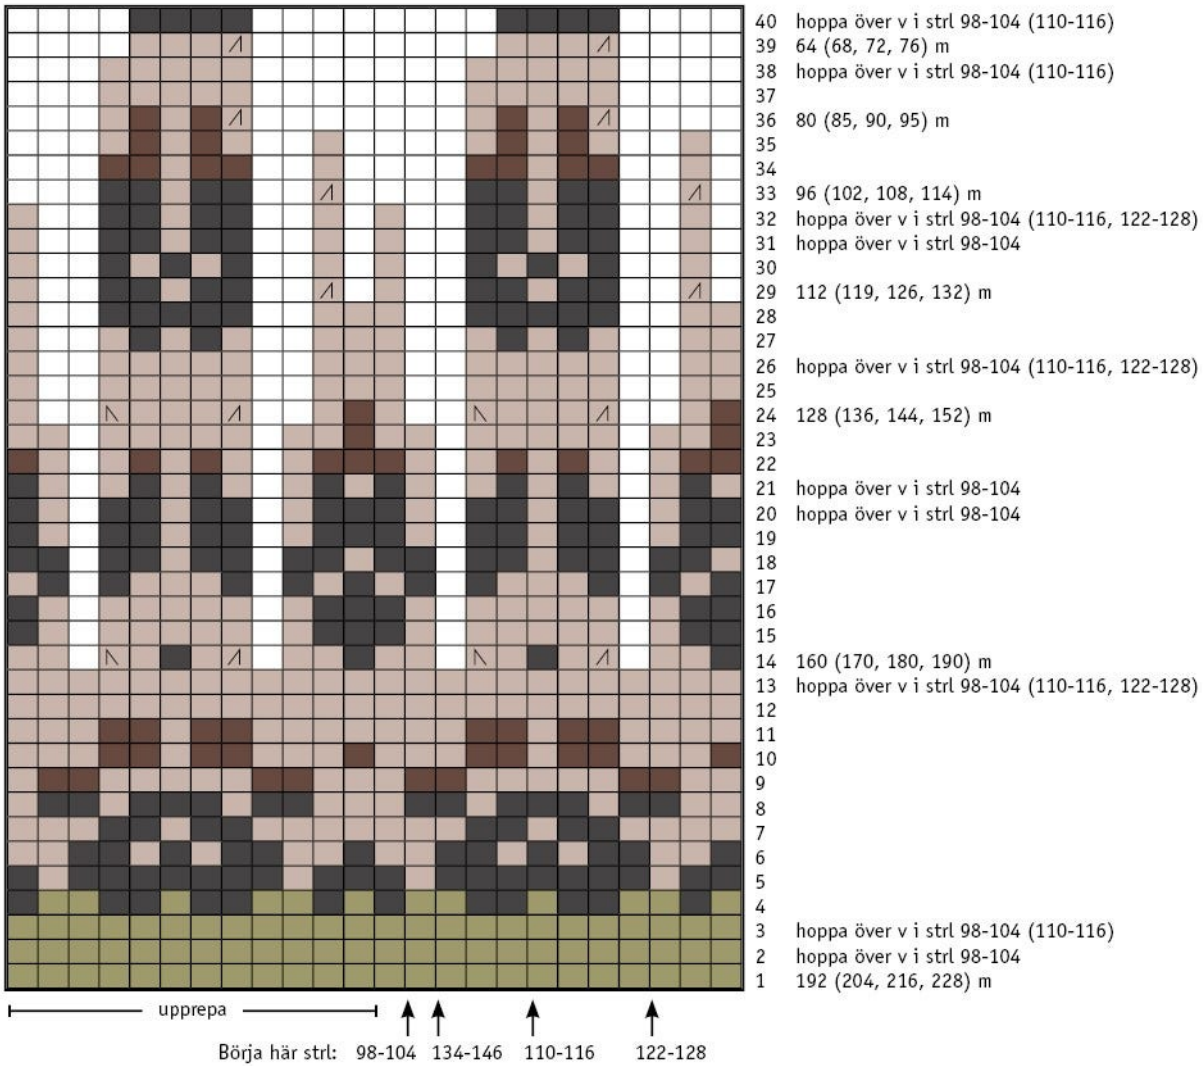 40 hoppa över v i strl 98-104 (110-116)
39 64 (68, 72, 76) m
38 hoppa över v i strl 98-104 (110-116)
37
36 80 (85, 90, 95) m
35
34
33 96 (102, 108, 114) m
32 hoppa över v i strl 98-104 (110-116, 122-128)
31 hoppa över v i strl 98-104
30
29 112 (119, 126, 132) m
28
27
26 hoppa över v i strl 98-104 (110-116, 122-128)
25
24 128 (136, 144, 152) m
23
22
21 hoppa över v i strl 98-104
20 hoppa över v i strl 98-104
19
18
17
16
15
14 160 (170, 180, 190) m
13 hoppa över v i strl 98-104 (110-116, 122-128)
12
11
10
9
8
7
6
5
4
3 hoppa över v i strl 98-104 (110-116)
2 hoppa över v i strl 98-104
1 192 (204, 216, 228) m
upprepa
Börja här strl: 98-104 134-146 110-116 122-128